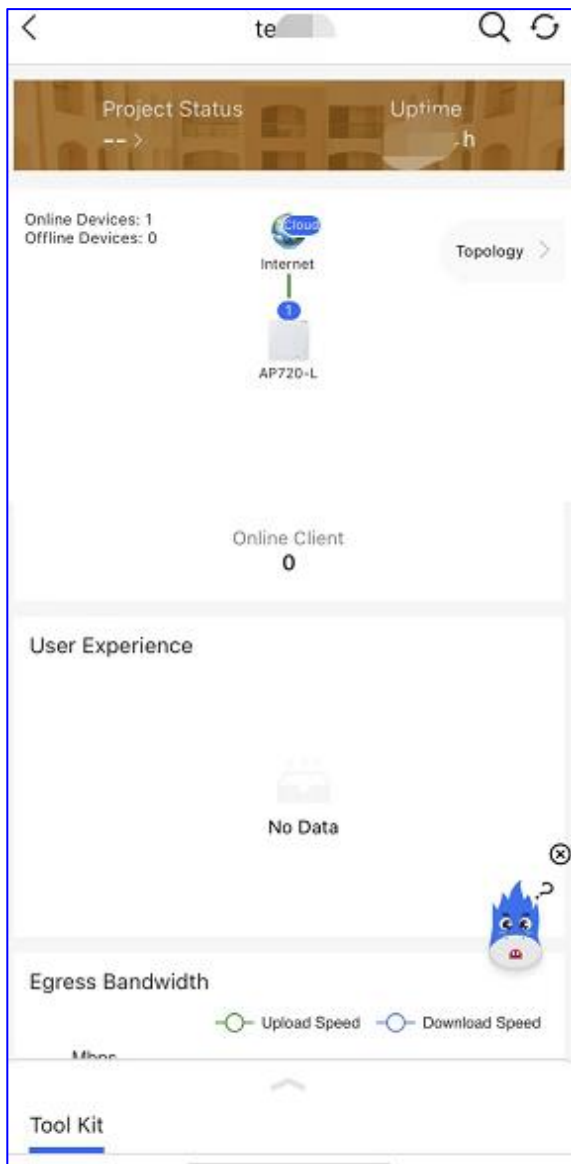 te
Project Status
Uptime
-- >
h
Online Devices: 1
Offline Devices: 0
Cloud
Internet
Topology >
1
AP720-L
Online Client
0
User Experience
No Data
?
Egress Bandwidth
Upload Speed
Download Speed
Mbps
Tool Kit